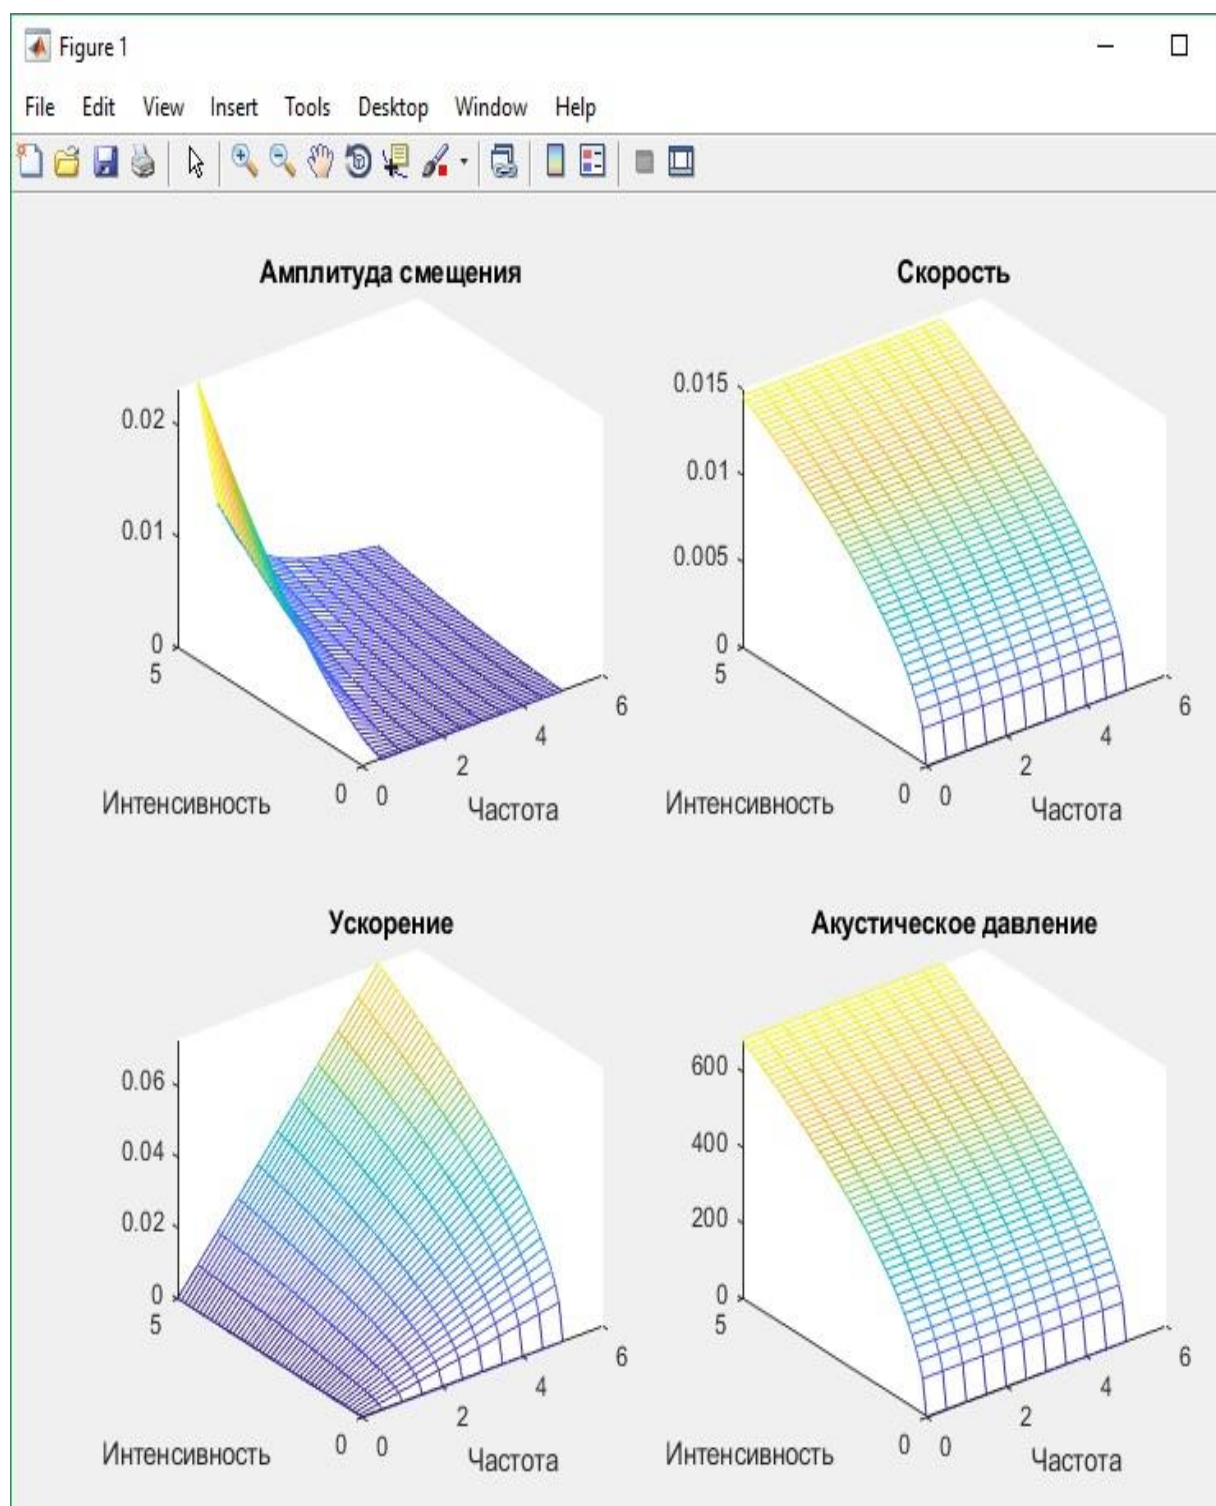 Figure 1
File Edit View Insert Tools Desktop Window Help
Амплитуда смещения
0.02
0.01
0
5
0
0
2
4
6
Интенсивность
Частота
Скорость
0.015
0.01
0.005
0
5
0
0
2
4
6
Интенсивность
Частота
Ускорение
0.06
0.04
0.02
0
5
0
0
2
4
6
Интенсивность
Частота
Акустическое давление
600
400
200
0
5
0
0
2
4
6
Интенсивность
Частота